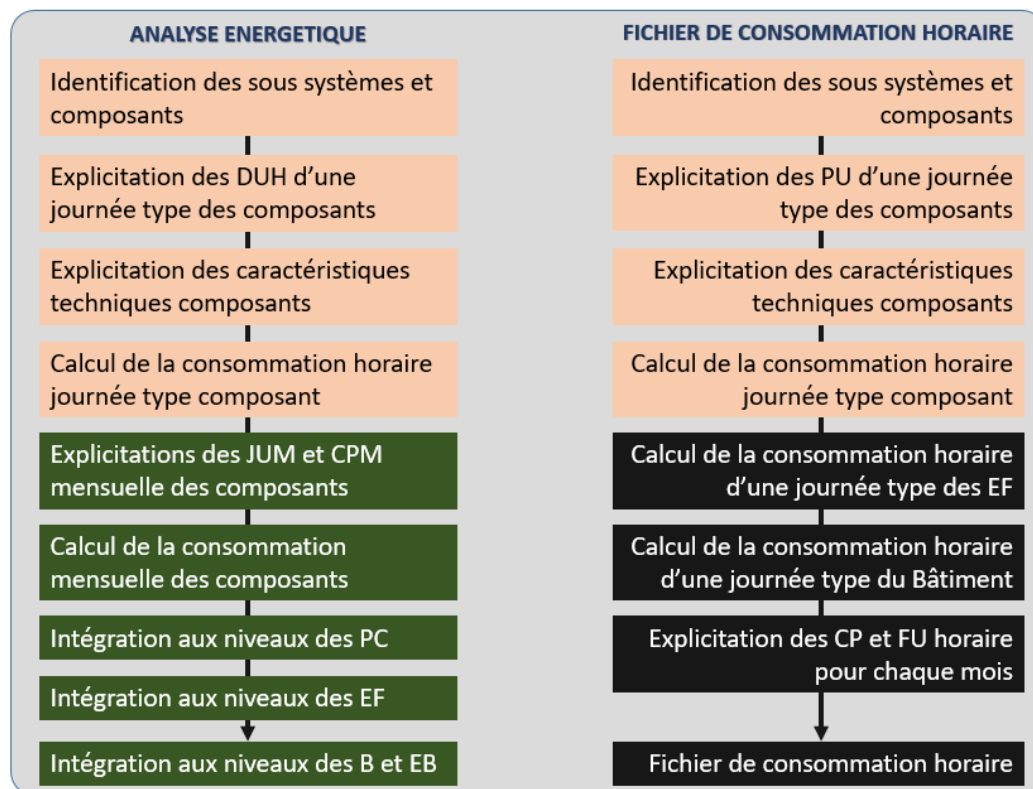 ANALYSE ENERGETIQUE
Identification des sous systèmes et
composants
Explicitation des DUH d'une
journée type des composants
Explicitation des caractéristiques
techniques composants
Calcul de la consommation horaire
journée type composant
Explicitations des JUM et CPM
mensuelle des composants
Calcul de la consommation
mensuelle des composants
Intégration aux niveaux des PC
Intégration aux niveaux des EF
Intégration aux niveaux des B et EB
FICHIER DE CONSOMMATION HORAIRE
Identification des sous systèmes et
composants
Explicitation des PU d'une journée
type des composants
Explicitation des caractéristiques
techniques composants
Calcul de la consommation horaire
journée type composant
Calcul de la consommation horaire
d'une journée type des EF
Calcul de la consommation horaire
d'une journée type du Bâtiment
Explicitation des CP et FU horaire
pour chaque mois
Fichier de consommation horaire